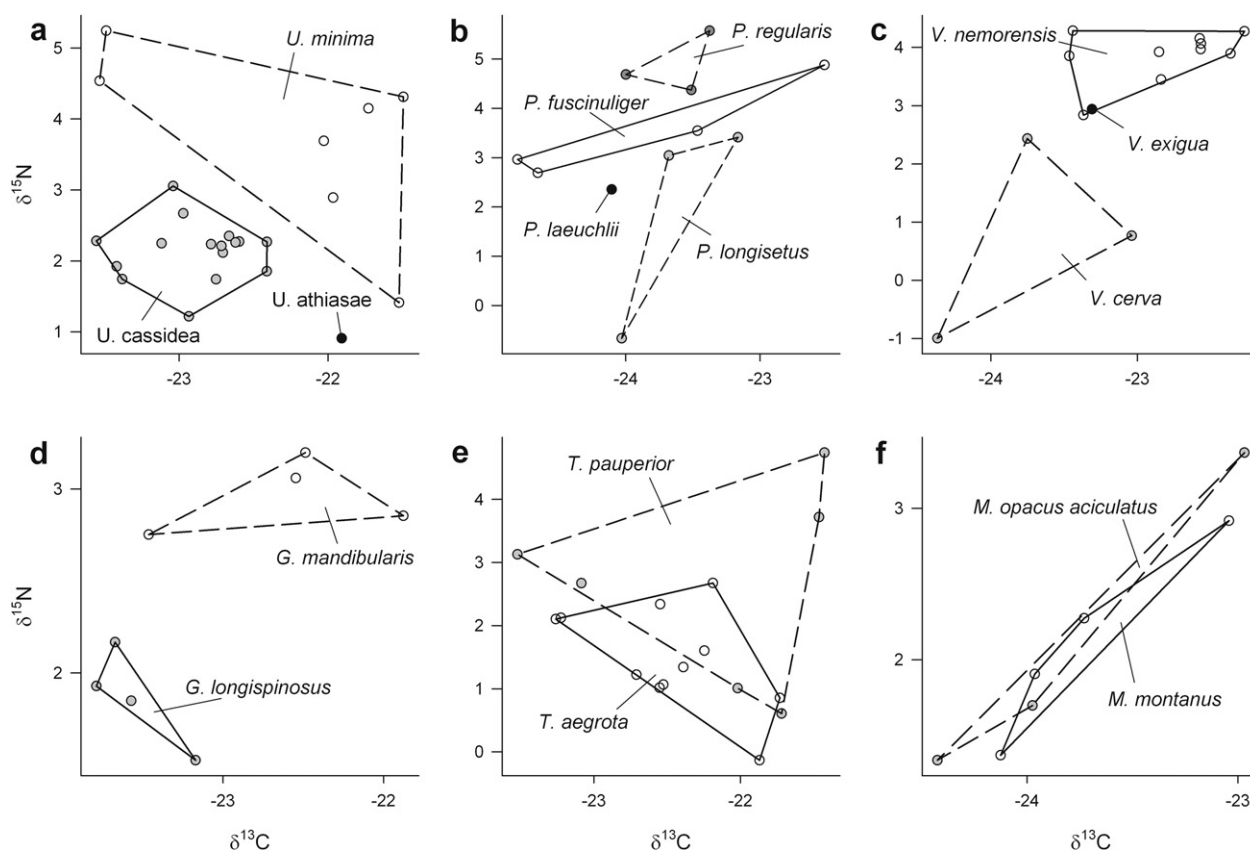 a
U. minima
U. athiasae
U. cassidea
5
4
3
2
1
-23
-22
δ15N
b
P. regularis
P. fuscinuliger
P. laeuchlii
P. longisetus
5
4
3
2
1
0
-24
-23
c
V. nemorensis
V. exigua
V. cerva
4
3
2
1
0
-1
-24
-23
d
G. mandibularis
G. longispinosus
3
2
-23
-22
δ15N
δ13C
e
T. pauperior
T. aegrota
4
3
2
1
0
-23
-22
δ13C
f
M. opacus aciculatus
M. montanus
3
2
-24
-23
δ13C